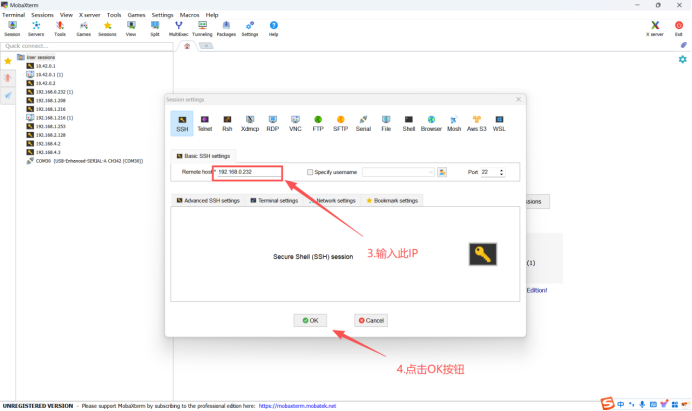 MobaXterm
Terminal Sessions View X server Tools Games Settings Macros Help
Session Servers Tools Games Sessions View Split MultiExec Tunneling Packages Settings Help X server Exit
Quick connect...
User sessions
10.42.0.1
10.42.0.1 (1)
10.42.0.2
192.168.0.232 (1)
192.168.1.208
192.168.1.216
192.168.1.216 (1)
192.168.1.253
192.168.2.128
192.168.4.2
192.168.4.3
COM30 (USB-Enhanced-SERIAL-A CH342 (COM30))
Session settings
SSH Telnet Rsh Xdmcp RDP VNC FTP SFTP Serial File Shell Browser Mosh Aws S3 WSL
Basic SSH settings
Remote host * 192.168.0.232 Specify username Port 22
Advanced SSH settings Terminal settings Network settings Bookmark settings
Secure Shell (SSH) session
3.输入此IP
OK Cancel
4.点击OK按钮
ssions
(1)
Edition!
UNREGISTERED VERSION - Please support MobaXterm by subscribing to the professional edition here: https://mobaxterm.mobatek.net
中